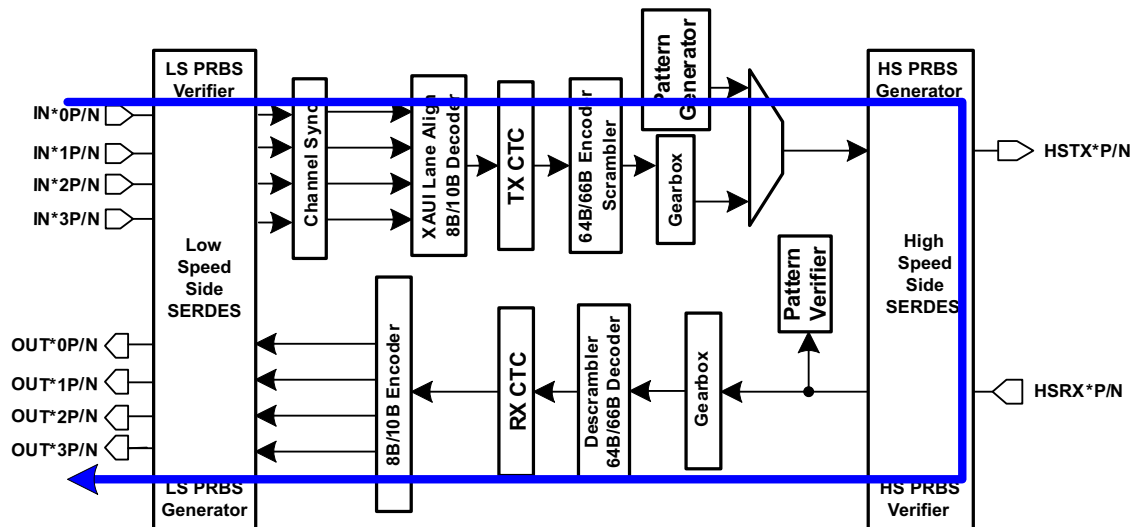 LS PRBS
Verifier
IN*0P/N
IN*1P/N
IN*2P/N
IN*3P/N
Low
Speed
Side
SERDES
OUT*0P/N
OUT*1P/N
OUT*2P/N
OUT*3P/N
LS PRBS
Generator
Channel Sync
XAUI Lane Align
8B/10B Decoder
TX CTC
64B/66B Encoder
Scrambler
Gearbox
Pattern
Generator
HS PRBS
Generator
HSTX*P/N
High
Speed
Side
SERDES
HSRX*P/N
HS PRBS
Verifier
Pattern
Verifier
Gearbox
Descrambler
64B/66B Decoder
RX CTC
8B/10B Encoder